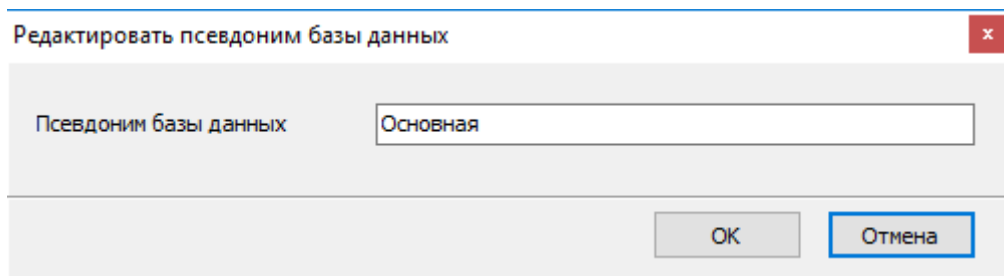 Редактировать псевдоним базы данных
x
Псевдоним базы данных Основная
OK Отмена